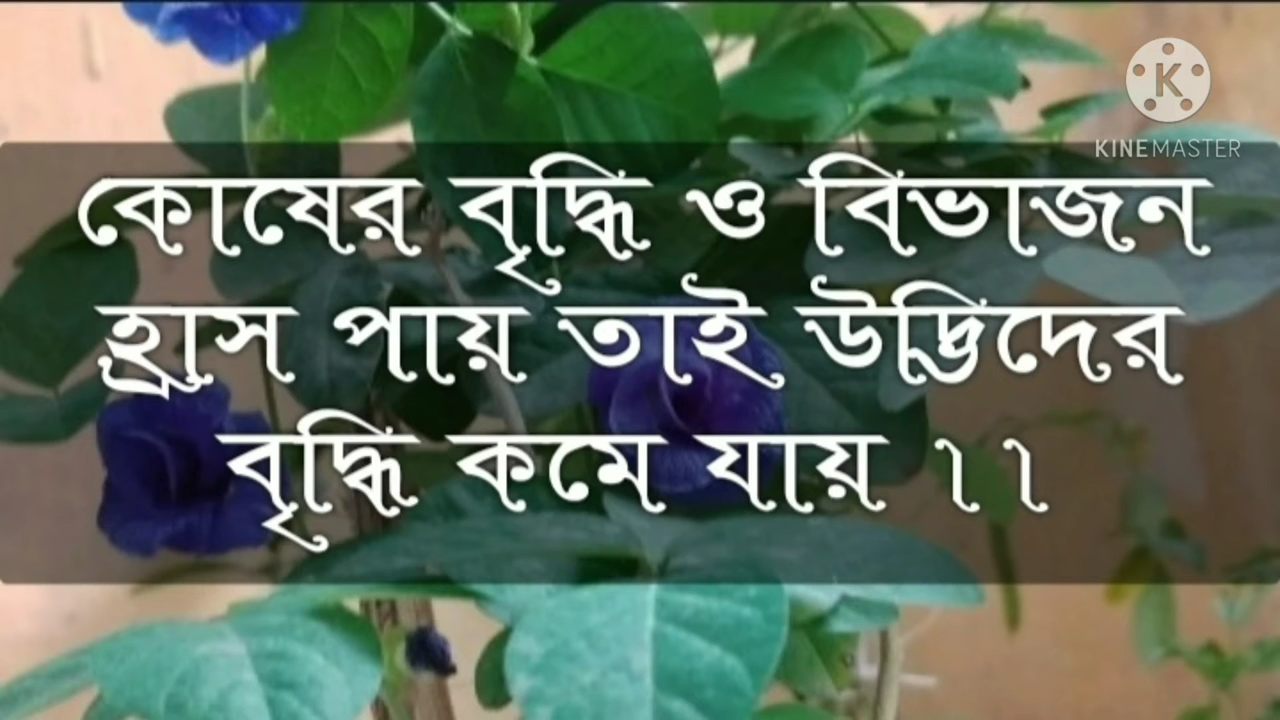 KINEMASTER
কোষের বৃদ্ধি ও বিভাজন
হ্রাস পায় তাই উদ্ভিদের
বৃদ্ধি কমে যায় ।।